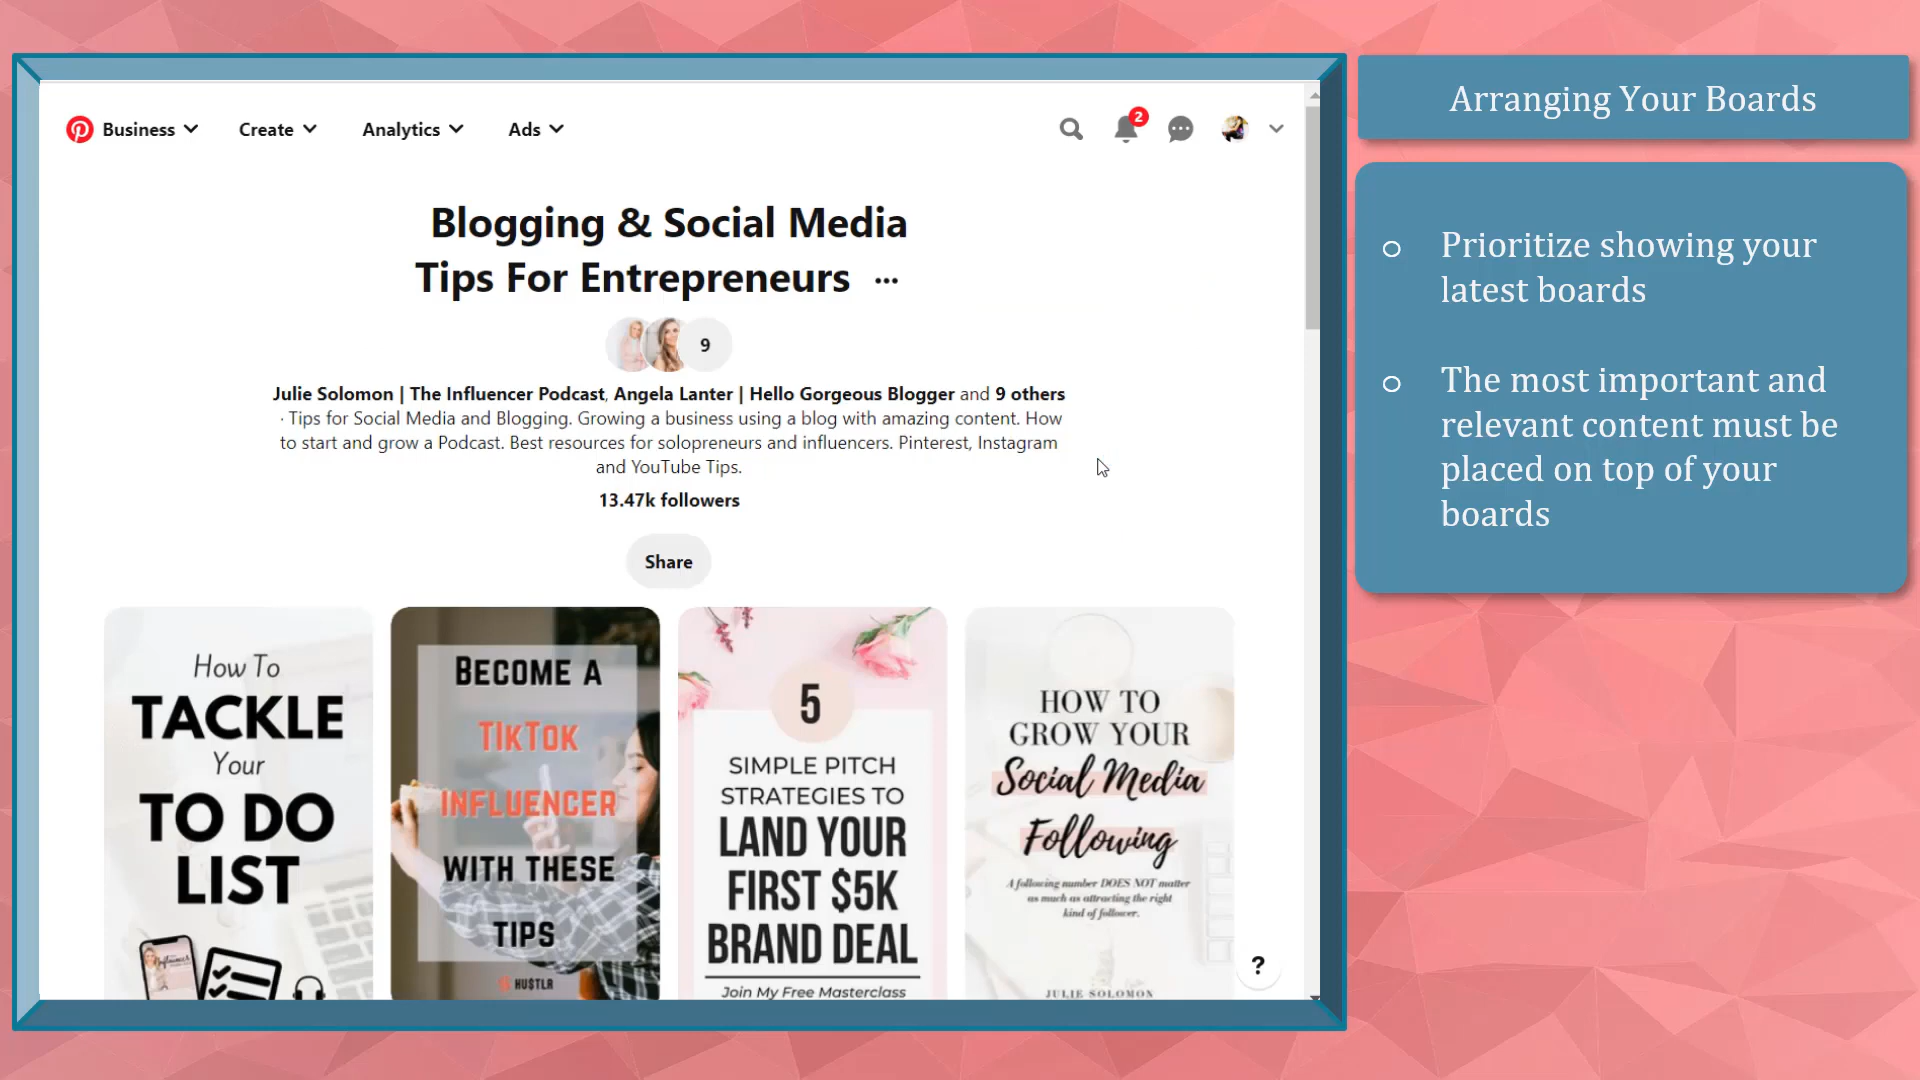 Business
Create
Analytics
Ads
2
Blogging & Social Media
Tips For Entrepreneurs ...
9
Julie Solomon | The Influencer Podcast, Angela Lanter | Hello Gorgeous Blogger and 9 others
· Tips for Social Media and Blogging. Growing a business using a blog with amazing content. How
to start and grow a Podcast. Best resources for solopreneurs and influencers. Pinterest, Instagram
and YouTube Tips.
13.47k followers
Share
How To
TACKLE
Your
TO DO
LIST
BECOME A
TIKTOK
INFLUENCER
WITH THESE
TIPS
HU$TLR
5
SIMPLE PITCH
STRATEGIES TO
LAND YOUR
FIRST $5K
BRAND DEAL
Join My Free Masterclass
HOW TO
GROW YOUR
Social Media
Following
A following number DOES NOT matter
as much as attracting the right
kind of follower.
JULIE SOLOMON
?
Arranging Your Boards
Prioritize showing your
latest boards
The most important and
relevant content must be
placed on top of your
boards